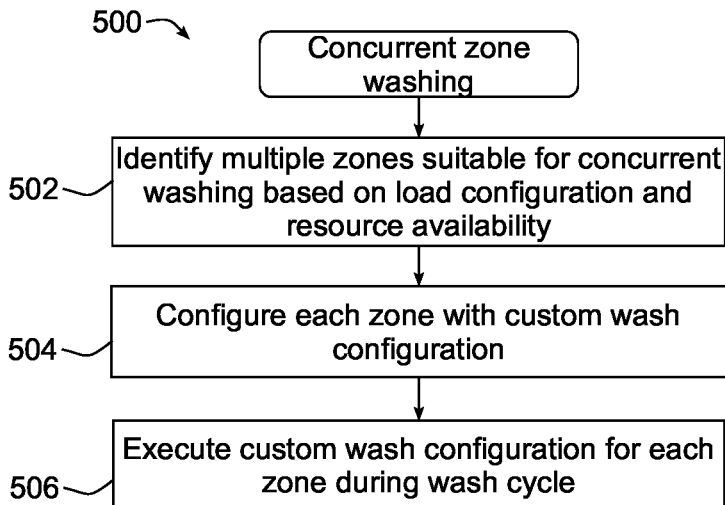 500
Concurrent zone
washing
502
Identify multiple zones suitable for concurrent
washing based on load configuration and
resource availability
504
Configure each zone with custom wash
configuration
506
Execute custom wash configuration for each
zone during wash cycle